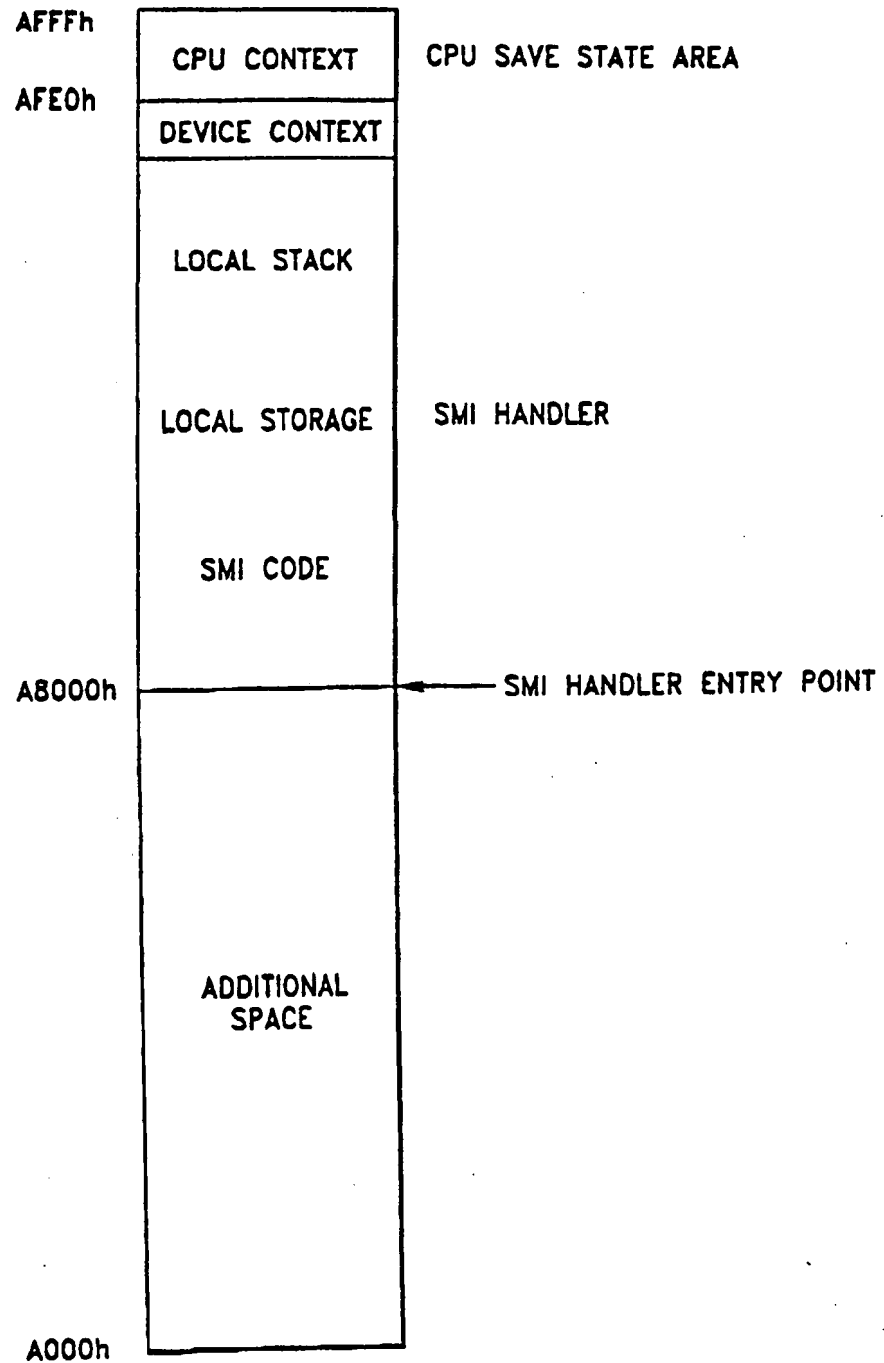 AFFFh
CPU CONTEXT CPU SAVE STATE AREA
AFE0h
DEVICE CONTEXT
LOCAL STACK
LOCAL STORAGE SMI HANDLER
SMI CODE
A8000h SMI HANDLER ENTRY POINT
ADDITIONAL
SPACE
A000h